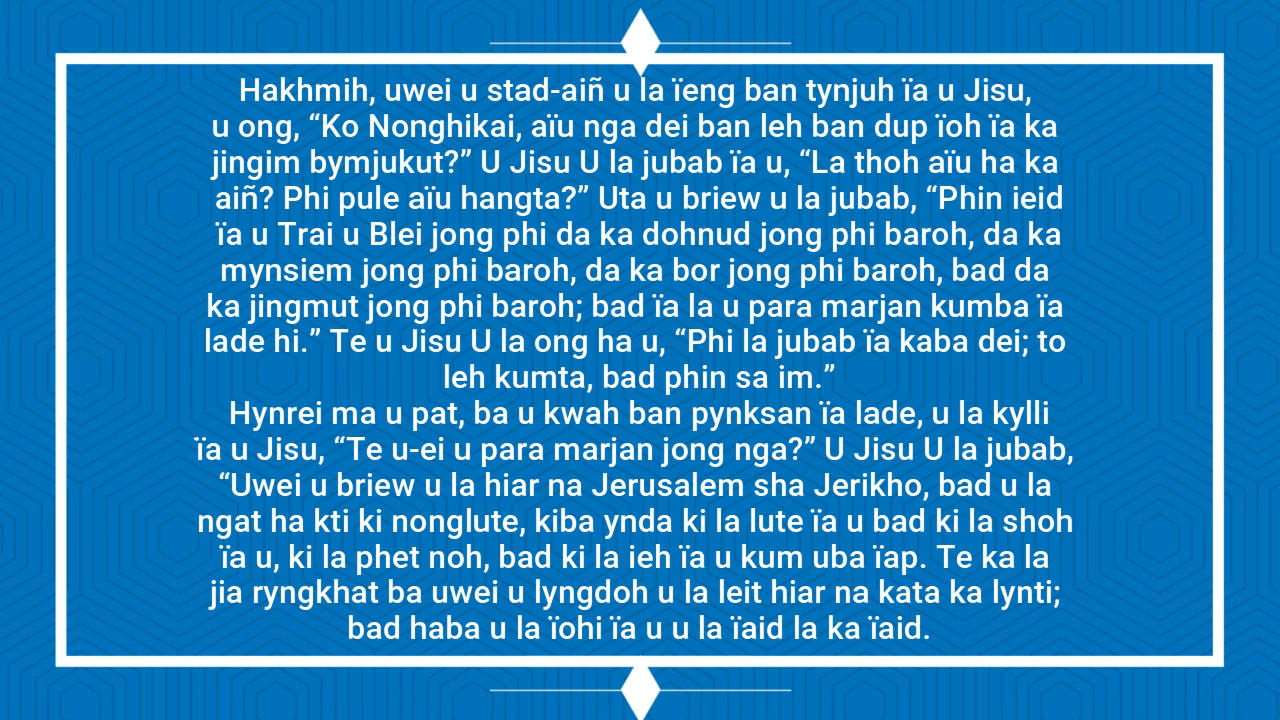 Hakhmih, uwei u stad-aiñ u la ïeng ban tynjuh ïa u Jisu,
u ong, “Ko Nonghikai, aïu nga dei ban leh ban dup ïoh ïa ka
jingim bymjukut?” U Jisu U la jubab ïa u, “La thoh aïu ha ka
aiñ? Phi pule aïu hangta?” Uta u briew u la jubab, “Phin ieid
ïa u Trai u Blei jong phi da ka dohnud jong phi baroh, da ka
mynsiem jong phi baroh, da ka bor jong phi baroh, bad da
ka jingmut jong phi baroh; bad ïa la u para marjan kumba ïa
lade hi.” Te u Jisu U la ong ha u, “Phi la jubab ïa kaba dei; to
leh kumta, bad phin sa im.”
Hynrei ma u pat, ba u kwah ban pynksan ïa lade, u la kylli
ïa u Jisu, “Te u-ei u para marjan jong nga?” U Jisu U la jubab,
“Uwei u briew u la hiar na Jerusalem sha Jerikho, bad u la
ngat ha kti ki nonglute, kiba ynda ki la lute ïa u bad ki la shoh
ïa u, ki la phet noh, bad ki la ieh ïa u kum uba ïap. Te ka la
jia ryngkhat ba uwei u lyngdoh u la leit hiar na kata ka lynti;
bad haba u la ïohi ïa u u la ïaid la ka ïaid.